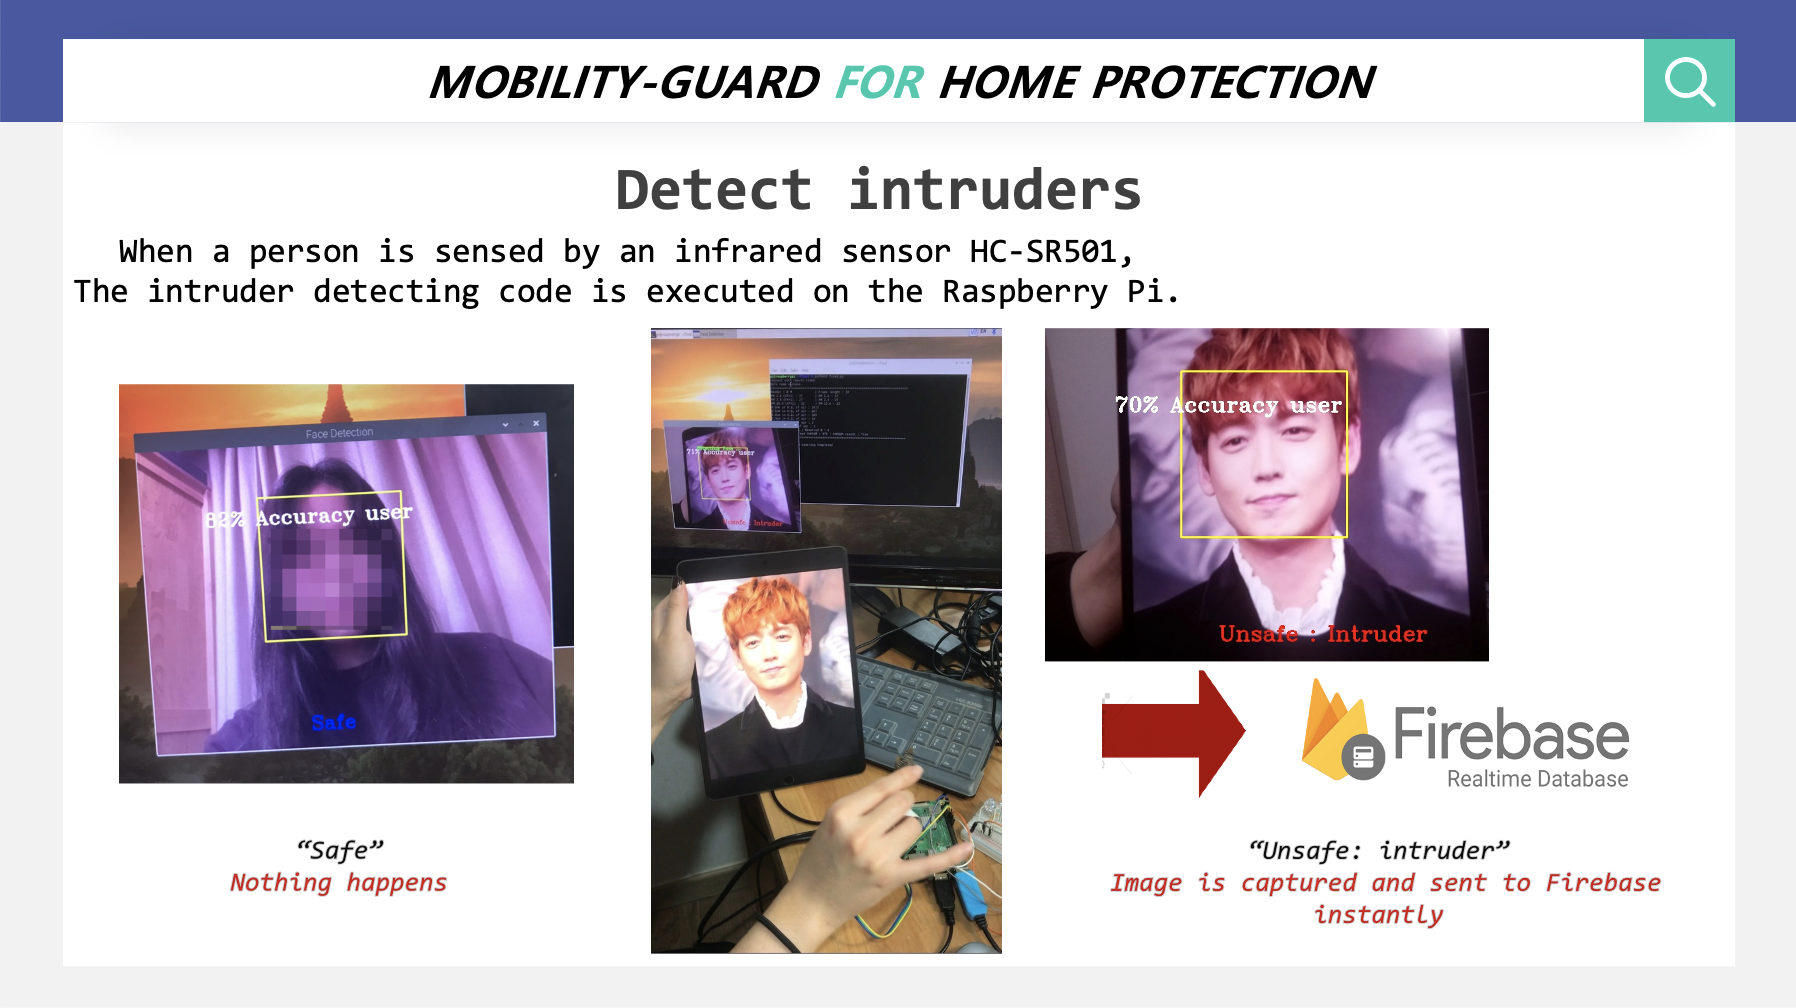 MOBILITY-GUARD FOR HOME PROTECTION
Detect intruders
When a person is sensed by an infrared sensor HC-SR501,
The intruder detecting code is executed on the Raspberry Pi.
Face Detection
82% Accuracy user
Safe
71% Accuracy user
Unsafe : Intruder
70% Accuracy user
Unsafe : Intruder
Firebase
Realtime Database
“Safe”
Nothing happens
“Unsafe: intruder”
Image is captured and sent to Firebase
instantly